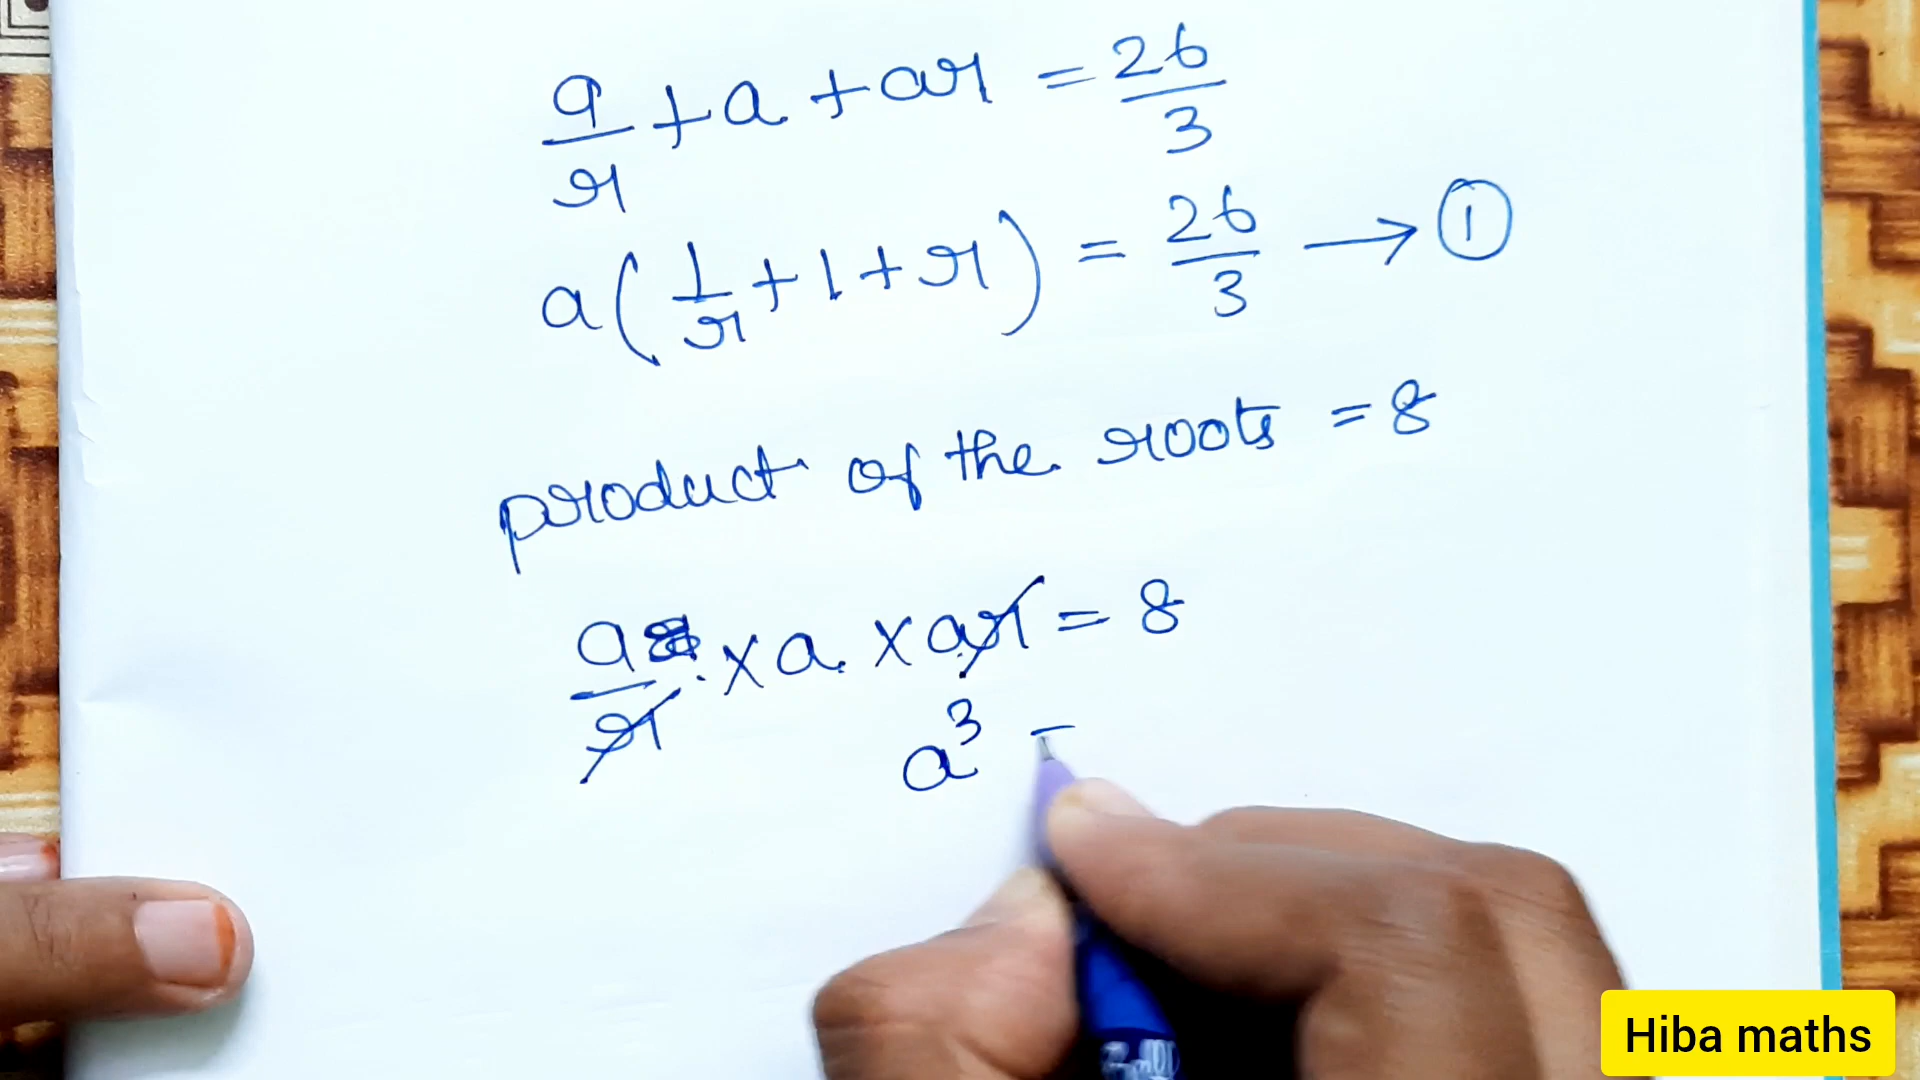 a/r + a + ar = 26/3
a(1/r + 1 + r) = 26/3 → ①
product of the roots = 8
a/r × a × ar = 8
a³ =
Hiba maths